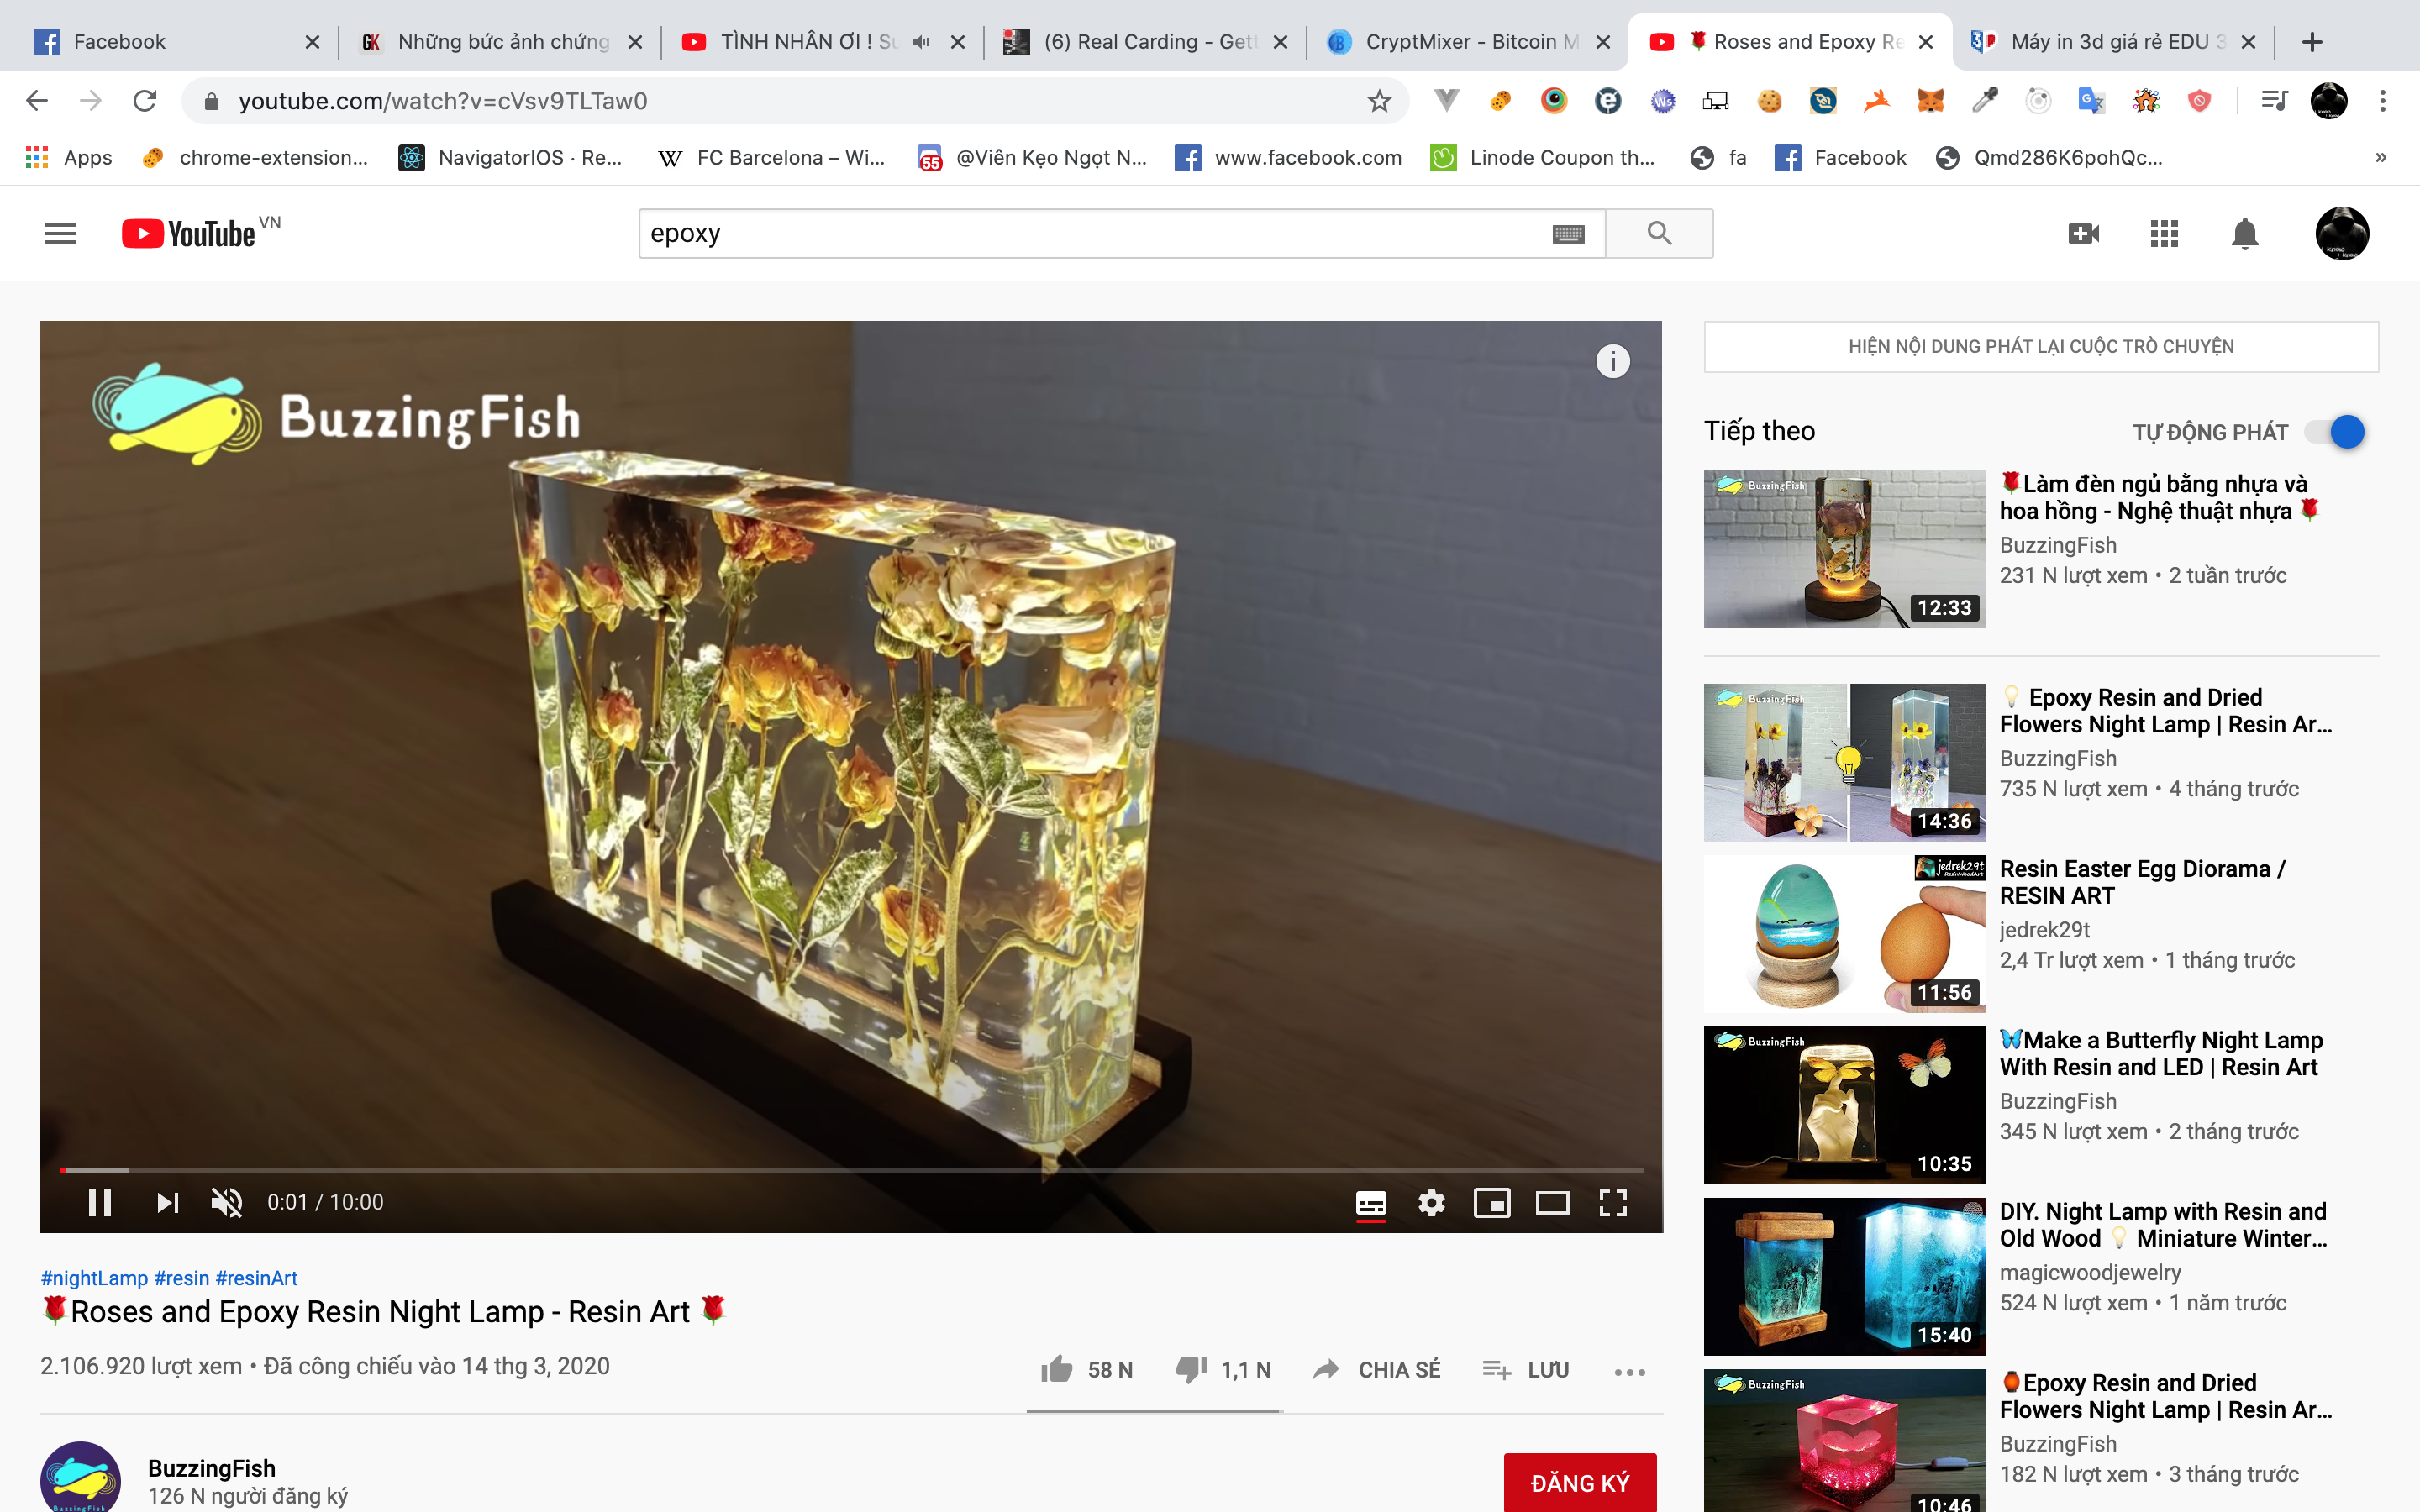 Facebook
Những bức ảnh chứng
TÌNH NHÂN ƠI ! Su
(6) Real Carding - Gett
CryptMixer - Bitcoin M
🌹Roses and Epoxy Re
Máy in 3d giá rẻ EDU 3
youtube.com/watch?v=cVsv9TLTaw0
Apps
chrome-extension...
NavigatorIOS · Re...
FC Barcelona – Wi...
@Viên Kẹo Ngọt N...
www.facebook.com
Linode Coupon th...
fa
Facebook
Qmd286K6pohQc...
YouTube VN
epoxy
BuzzingFish
0:01 / 10:00
#nightLamp #resin #resinArt
🌹Roses and Epoxy Resin Night Lamp - Resin Art 🌹
2.106.920 lượt xem • Đã công chiếu vào 14 thg 3, 2020
58 N
1,1 N
CHIA SẺ
LƯU
BuzzingFish
126 N người đăng ký
ĐĂNG KÝ
HIỆN NỘI DUNG PHÁT LẠI CUỘC TRÒ CHUYỆN
Tiếp theo
TỰ ĐỘNG PHÁT
BuzzingFish
12:33
🌹Làm đèn ngủ bằng nhựa và
hoa hồng - Nghệ thuật nhựa 🌹
BuzzingFish
231 N lượt xem • 2 tuần trước
BuzzingFish
14:36
💡 Epoxy Resin and Dried
Flowers Night Lamp | Resin Ar...
BuzzingFish
735 N lượt xem • 4 tháng trước
jedrek29t
11:56
Resin Easter Egg Diorama /
RESIN ART
jedrek29t
2,4 Tr lượt xem • 1 tháng trước
BuzzingFish
10:35
🦋Make a Butterfly Night Lamp
With Resin and LED | Resin Art
BuzzingFish
345 N lượt xem • 2 tháng trước
15:40
DIY. Night Lamp with Resin and
Old Wood 💡 Miniature Winter...
magicwoodjewelry
524 N lượt xem • 1 năm trước
BuzzingFish
10:46
🏮Epoxy Resin and Dried
Flowers Night Lamp | Resin Ar...
BuzzingFish
182 N lượt xem • 3 tháng trước